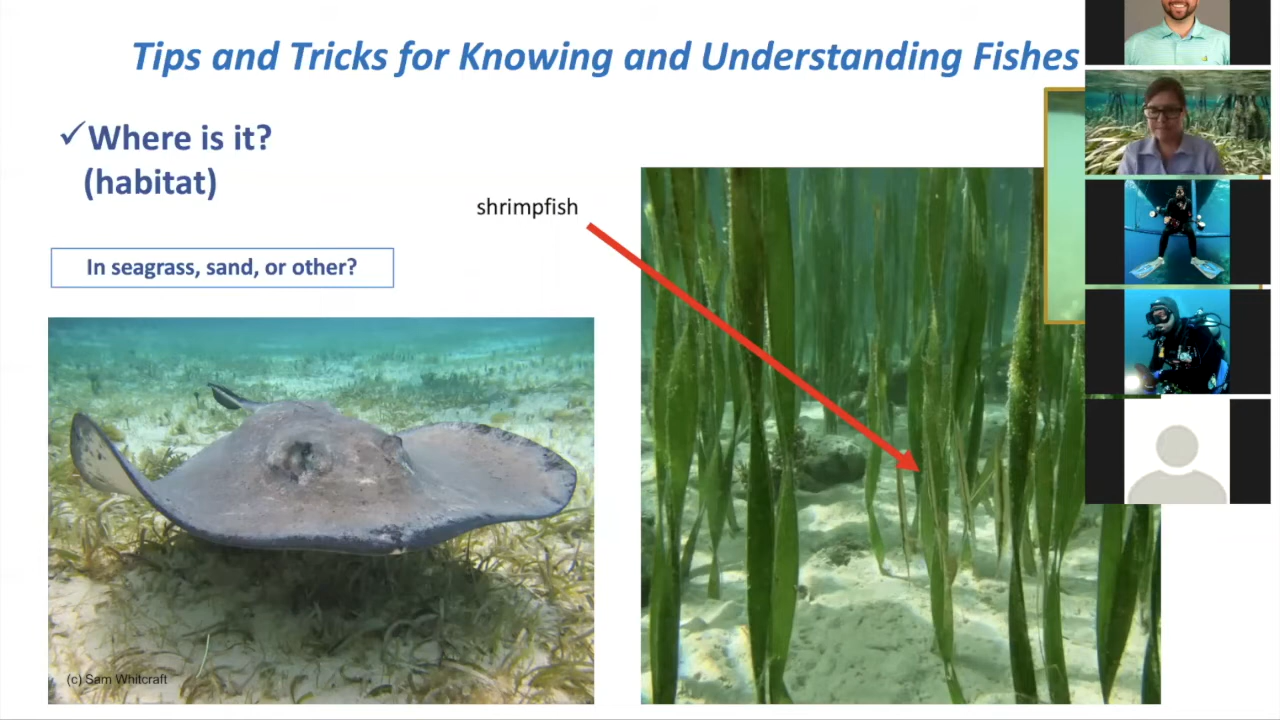 Tips and Tricks for Knowing and Understanding Fishes
✓Where is it?
(habitat)
shrimpfish
In seagrass, sand, or other?
(c) Sam Whitcraft